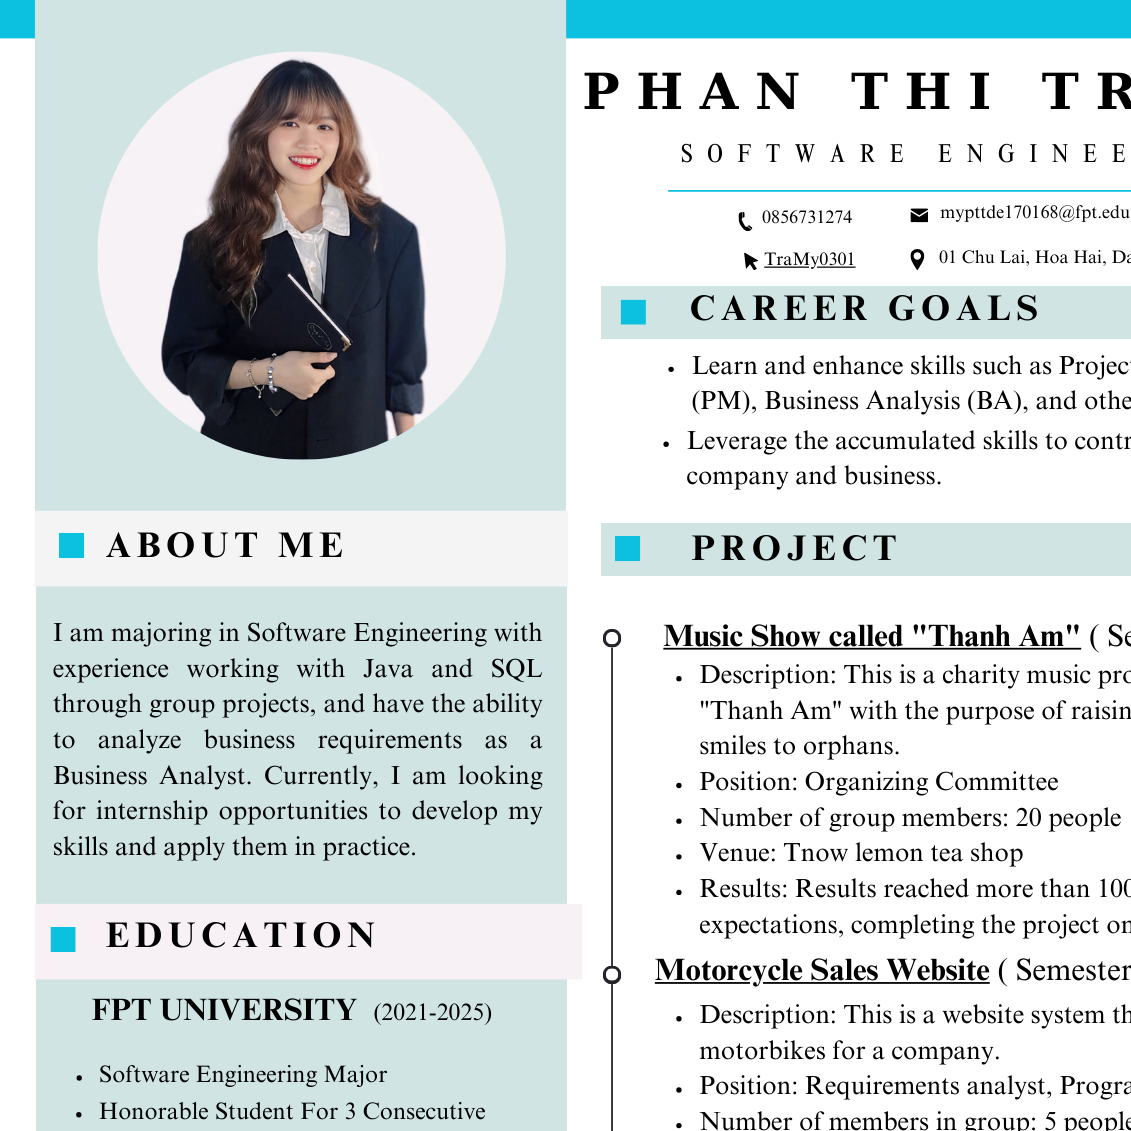 PHAN THI TR
SOFTWARE ENGINEE
0856731274
mypttde170168@fpt.edu
TraMy0301
01 Chu Lai, Hoa Hai, Da
CAREER GOALS
• Learn and enhance skills such as Project
(PM), Business Analysis (BA), and othe
• Leverage the accumulated skills to contr
company and business.
PROJECT
Music Show called "Thanh Am" ( Se
• Description: This is a charity music pro
"Thanh Am" with the purpose of raisin
smiles to orphans.
• Position: Organizing Committee
• Number of group members: 20 people
• Venue: Tnow lemon tea shop
• Results: Results reached more than 100
expectations, completing the project on
Motorcycle Sales Website ( Semester
• Description: This is a website system th
motorbikes for a company.
• Position: Requirements analyst, Progra
• Number of members in group: 5 people
ABOUT ME
I am majoring in Software Engineering with
experience working with Java and SQL
through group projects, and have the ability
to analyze business requirements as a
Business Analyst. Currently, I am looking
for internship opportunities to develop my
skills and apply them in practice.
EDUCATION
FPT UNIVERSITY (2021-2025)
• Software Engineering Major
• Honorable Student For 3 Consecutive